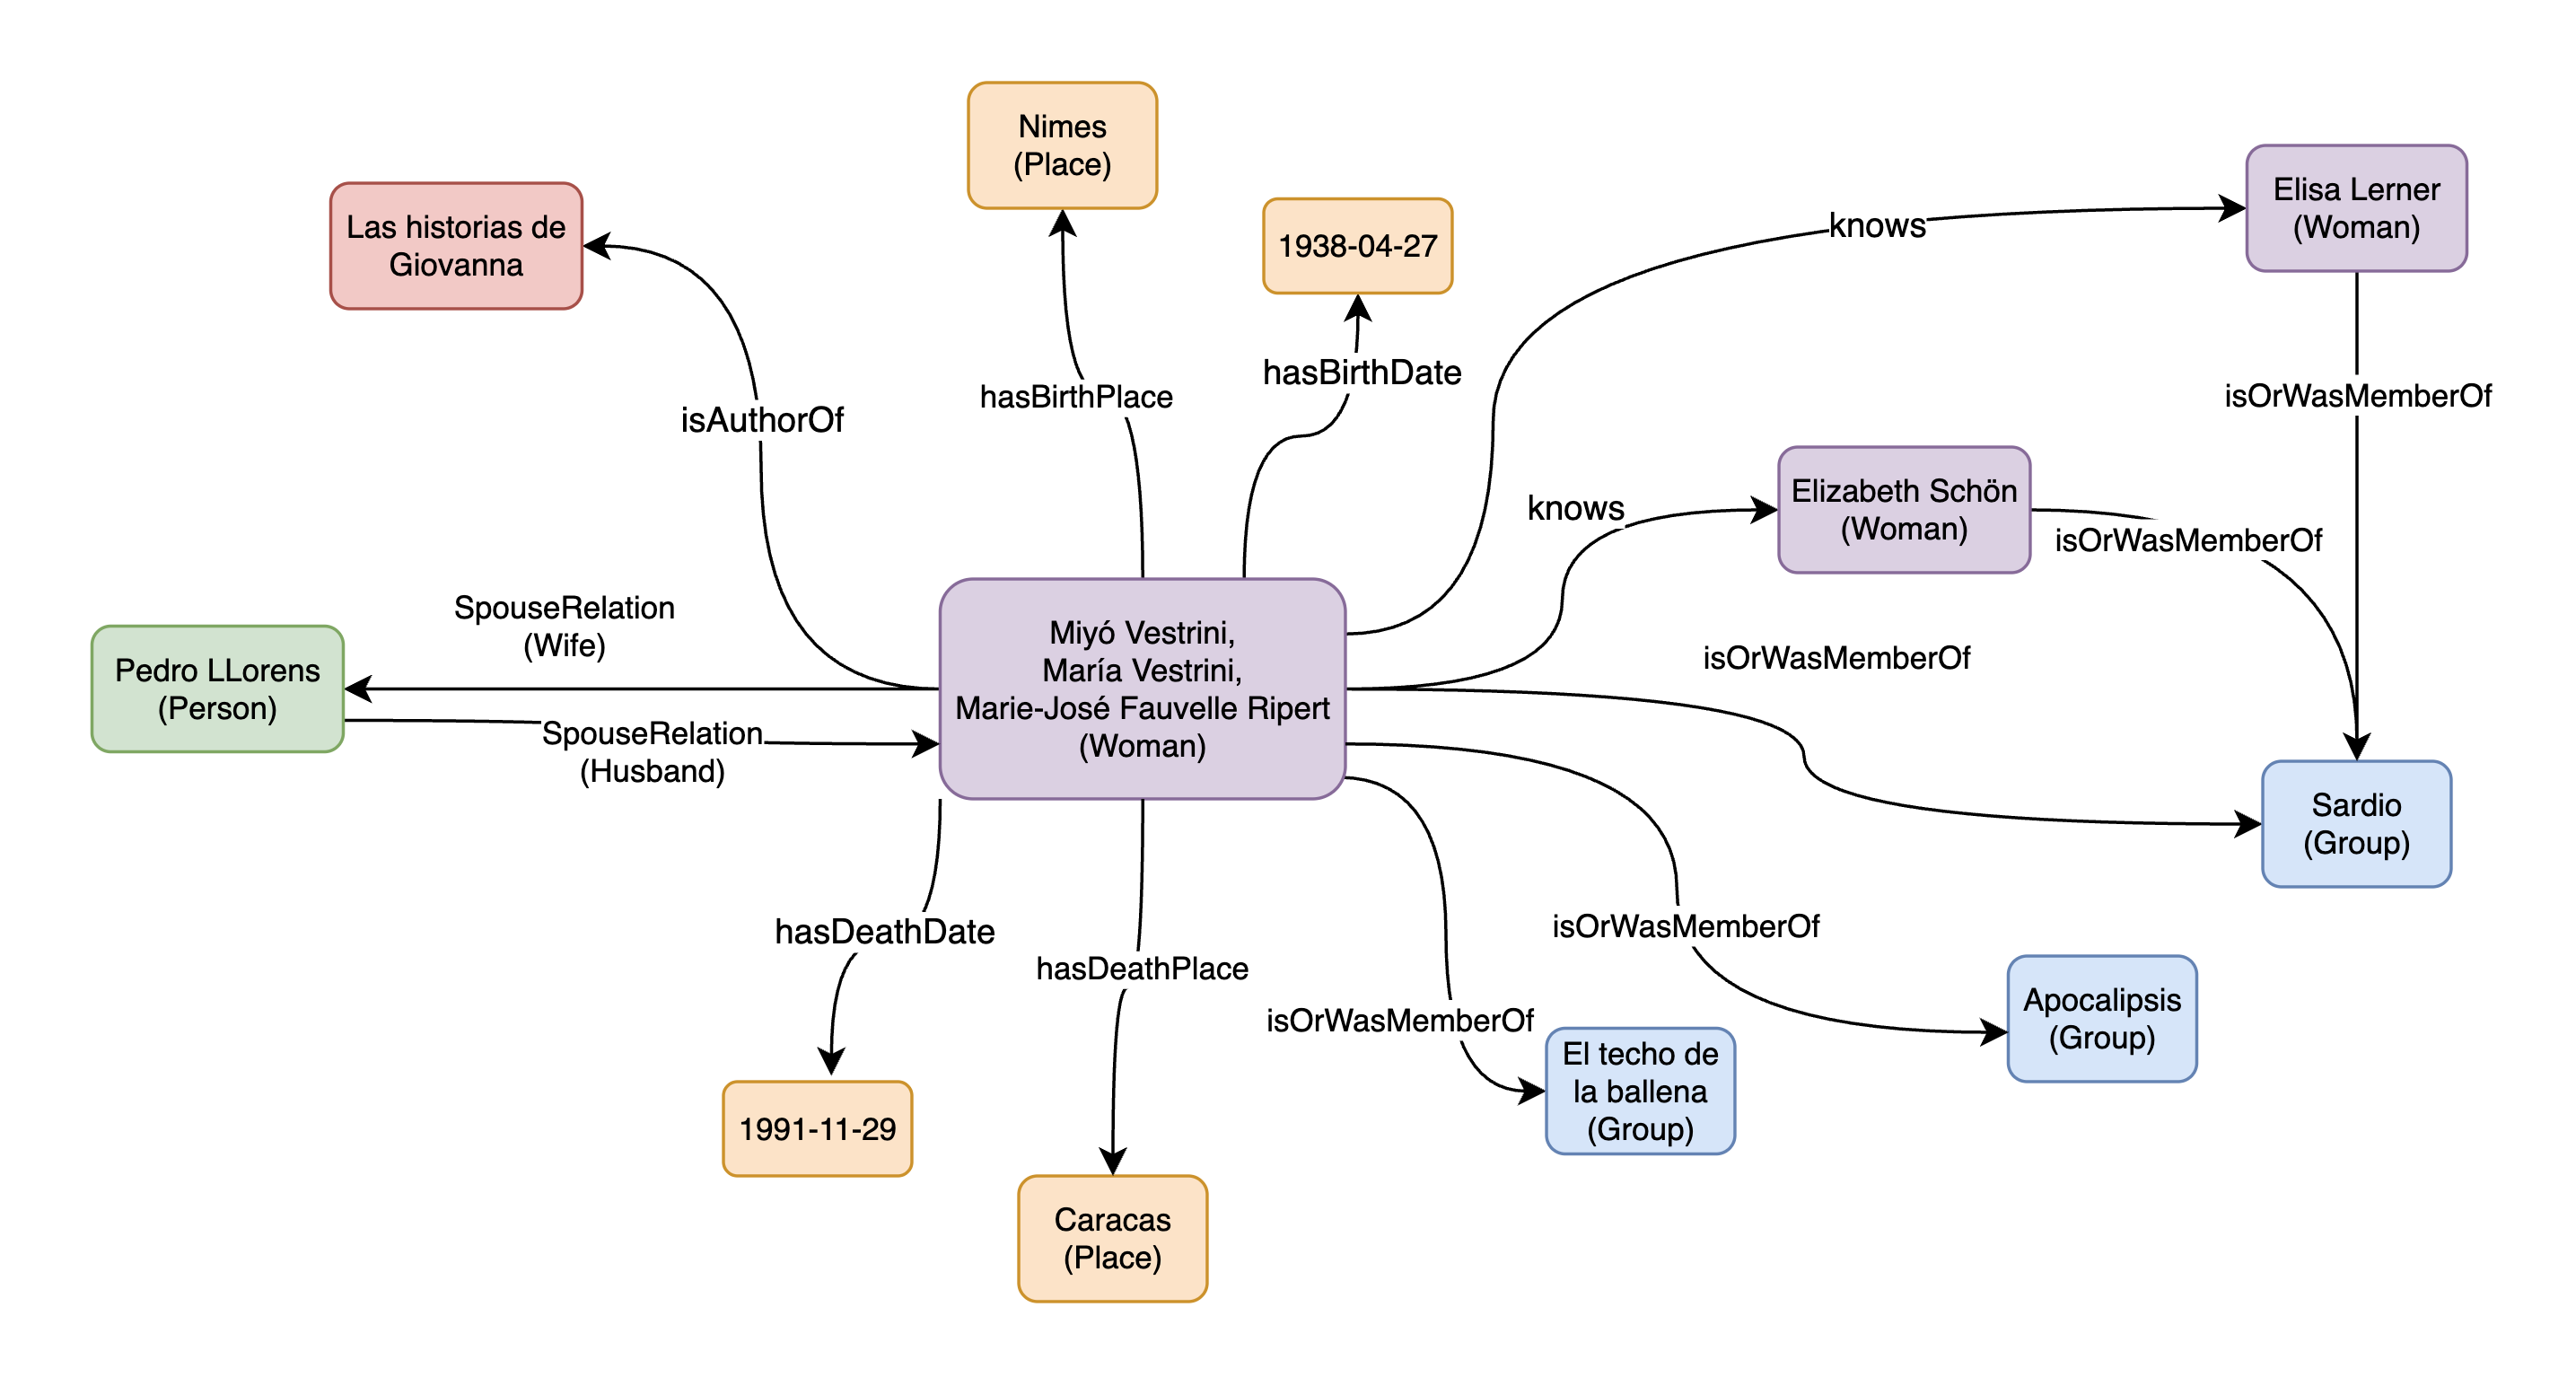 Nimes
(Place)
Elisa Lerner
(Woman)
Las historias de
Giovanna
1938-04-27
knows
hasBirthDate
hasBirthPlace
isOrWasMemberOf
isAuthorOf
knows
Elizabeth Schön
(Woman)
isOrWasMemberOf
SpouseRelation
(Wife)
Pedro LLorens
(Person)
Miyó Vestrini,
María Vestrini,
Marie-José Fauvelle Ripert
(Woman)
isOrWasMemberOf
SpouseRelation
(Husband)
Sardio
(Group)
hasDeathDate
hasDeathPlace
isOrWasMemberOf
isOrWasMemberOf
Apocalipsis
(Group)
El techo de
la ballena
(Group)
1991-11-29
Caracas
(Place)